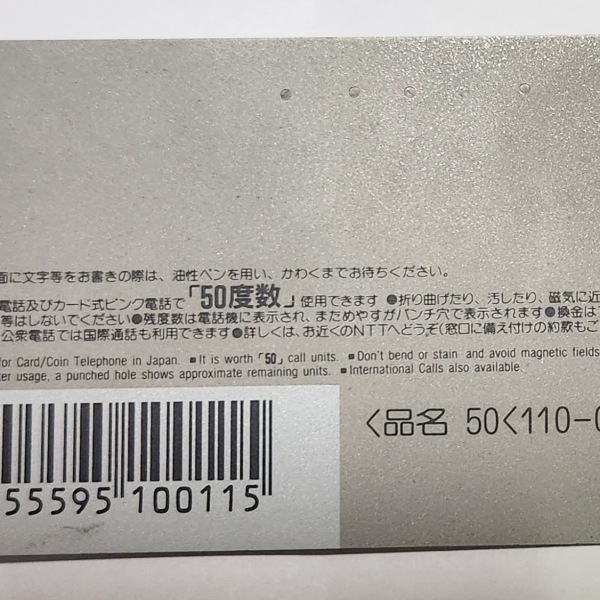 面に文字等をお書きの際は、油性ペンを用い、かわくまでお待ちください。
電話及びカード式ピンク電話で「50度数」使用できます ●折り曲げたり、汚したり、磁気に近
等はしないでください ●残度数は電話機に表示され、またおよそめやすがパンチ穴で表示されます ●換金は
公衆電話では国際通話も利用できます ●詳しくは、お近くのNTTへどうぞ(窓口に備え付けの約款もご
for Card/Coin Telephone in Japan. ■ It is worth「50」call units. ■ Don't bend or stain and avoid magnetic fields
ter usage, a punched hole shows approximate remaining units. ■ International Calls also available.
55595 100115
<品名 50<110-0